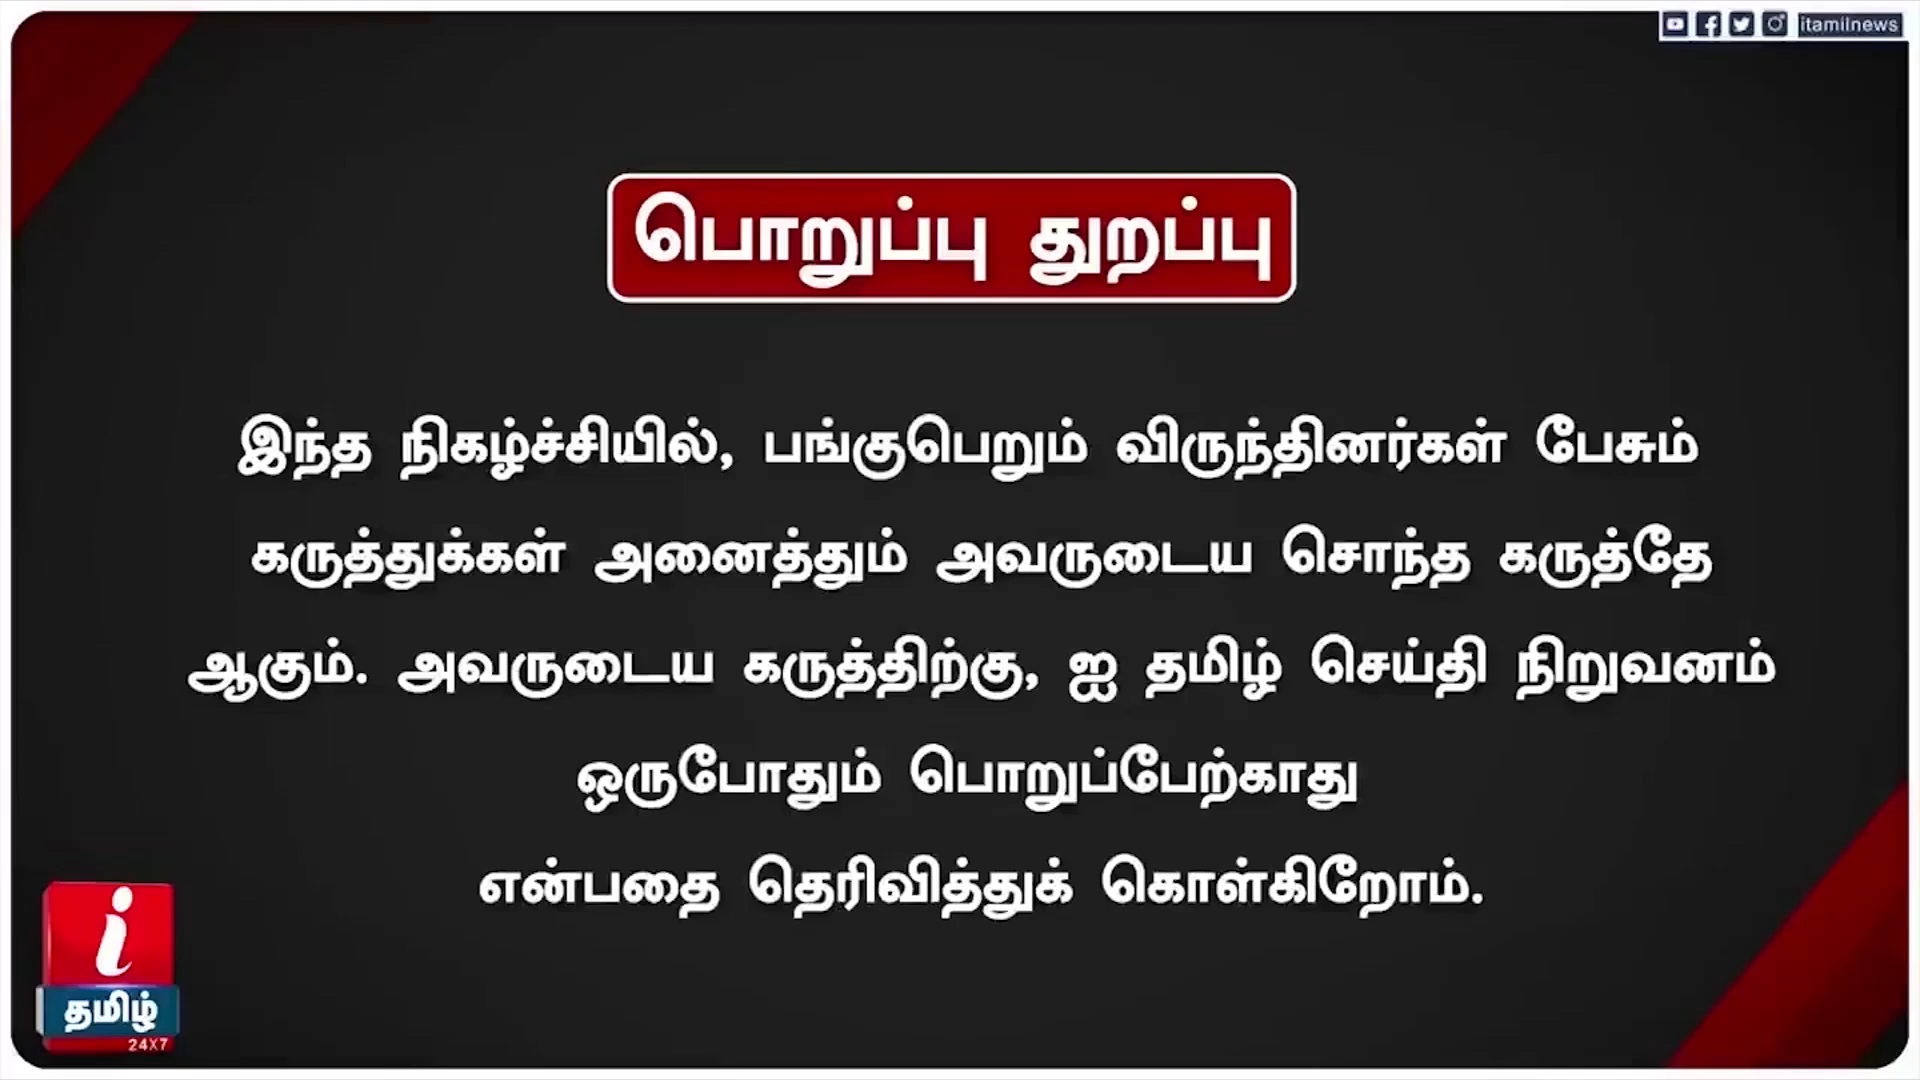 itamilnews
பொறுப்பு துறப்பு
இந்த நிகழ்ச்சியில், பங்குபெறும் விருந்தினர்கள் பேசும்
கருத்துக்கள் அனைத்தும் அவருடைய சொந்த கருத்தே
ஆகும். அவருடைய கருத்திற்கு, ஐ தமிழ் செய்தி நிறுவனம்
ஒருபோதும் பொறுப்பேற்காது
என்பதை தெரிவித்துக் கொள்கிறோம்.
i
தமிழ்
24X7